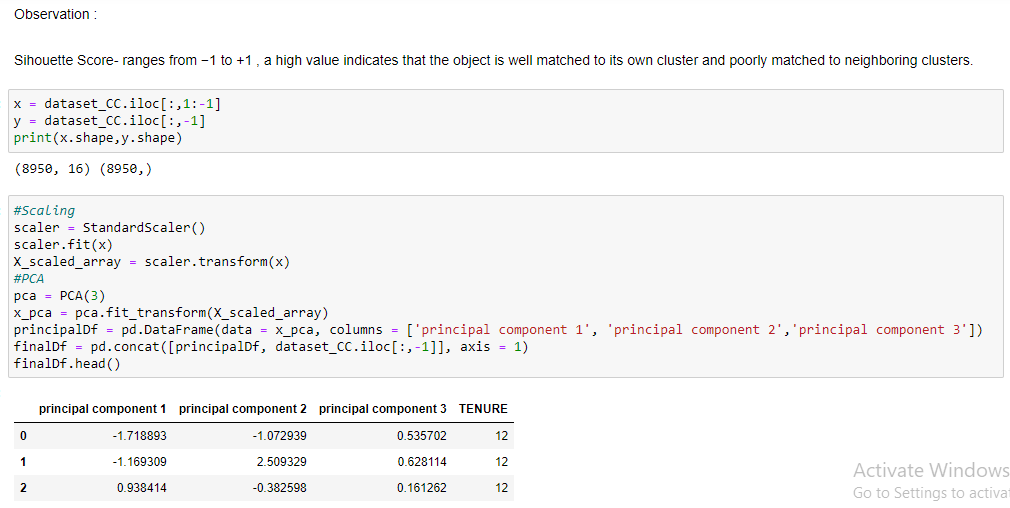 Observation :
Sihouette Score- ranges from −1 to +1 , a high value indicates that the object is well matched to its own cluster and poorly matched to neighboring clusters.
x = dataset_CC.iloc[:,1:-1]
y = dataset_CC.iloc[:,-1]
print(x.shape,y.shape)
(8950, 16) (8950,)
#Scaling
scaler = StandardScaler()
scaler.fit(x)
X_scaled_array = scaler.transform(x)
#PCA
pca = PCA(3)
x_pca = pca.fit_transform(X_scaled_array)
principalDf = pd.DataFrame(data = x_pca, columns = ['principal component 1', 'principal component 2','principal component 3'])
finalDf = pd.concat([principalDf, dataset_CC.iloc[:,-1]], axis = 1)
finalDf.head()
principal component 1 principal component 2 principal component 3 TENURE
0 -1.718893 -1.072939 0.535702 12
1 -1.169309 2.509329 0.628114 12
2 0.938414 -0.382598 0.161262 12
Activate Windows
Go to Settings to activa